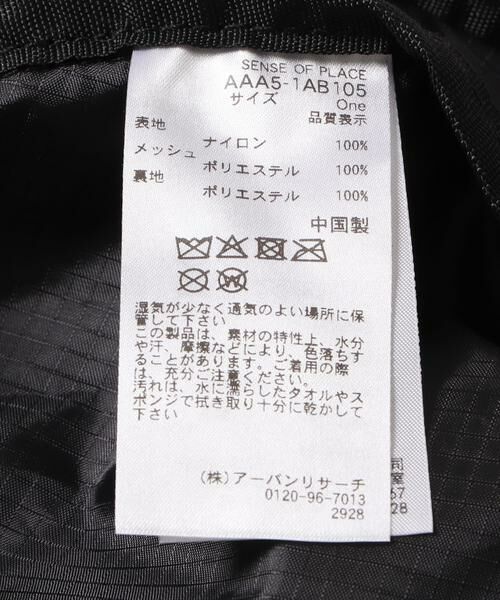 SENSE OF PLACE
AAA5-1AB105
サイズ One
品質表示
表地
ナイロン 100%
メッシュ
ポリエステル 100%
裏地
ポリエステル 100%
中国製
湿気が少なく通気のよい場所に保
管して下さい
この製品は、素材の特性上、水分
や汗、摩擦などにより、色落ちす
ることがあります。ご着用の際
は、充分ご注意ください。
汚れは、水に濡らしたタオルやス
ポンジで拭き取り十分に乾かして
下さい
(株)アーバンリサーチ
0120-96-7013
2928
司
室
67
28